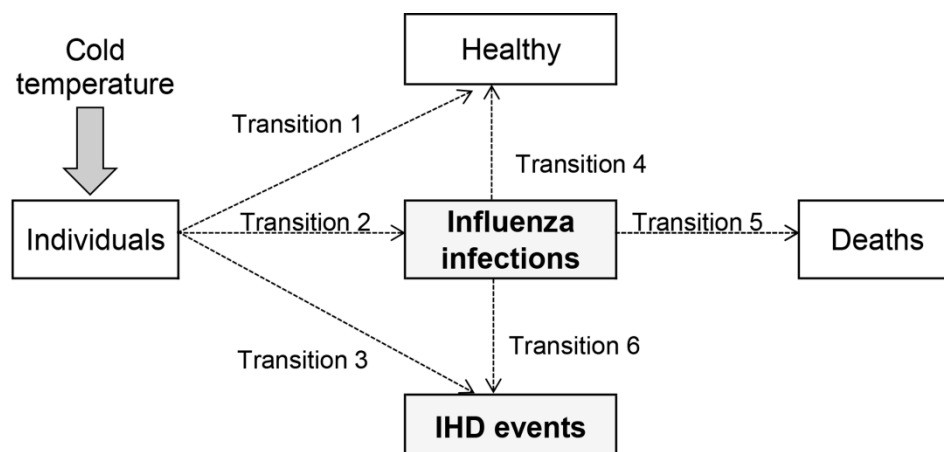 Cold
temperature
Healthy
Transition 1
Transition 4
Individuals
Transition 2
Influenza
infections
Transition 5
Deaths
Transition 3
Transition 6
IHD events